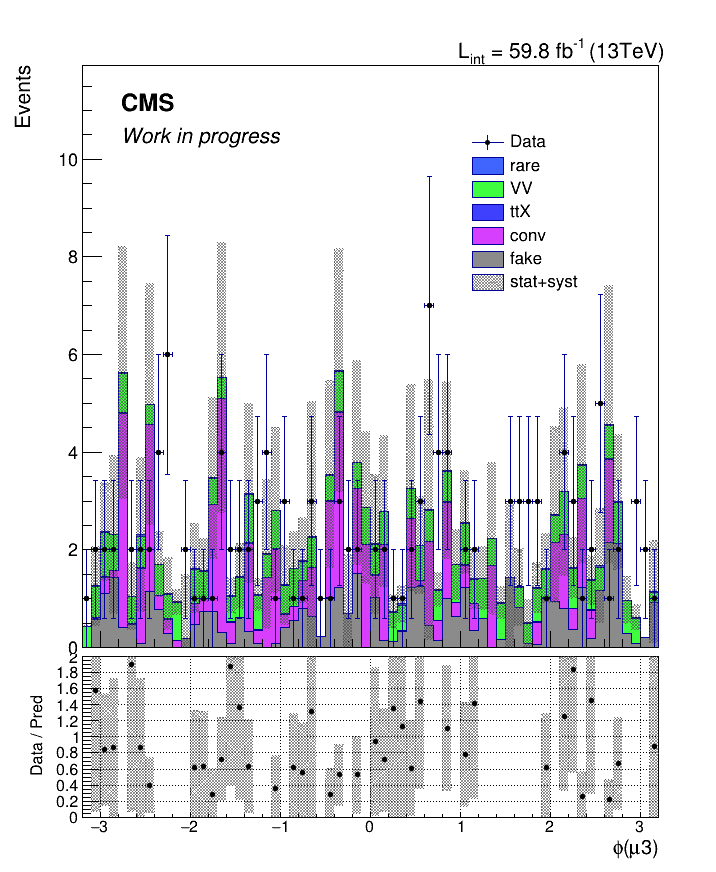 L_int = 59.8 fb^-1 (13TeV)
Events
CMS
Work in progress
Data
rare
VV
ttX
conv
fake
stat+syst
10
8
6
4
2
0
Data / Pred
2
1.8
1.6
1.4
1.2
1
0.8
0.6
0.4
0.2
0
−3 −2 −1 0 1 2 3
ϕ(μ3)